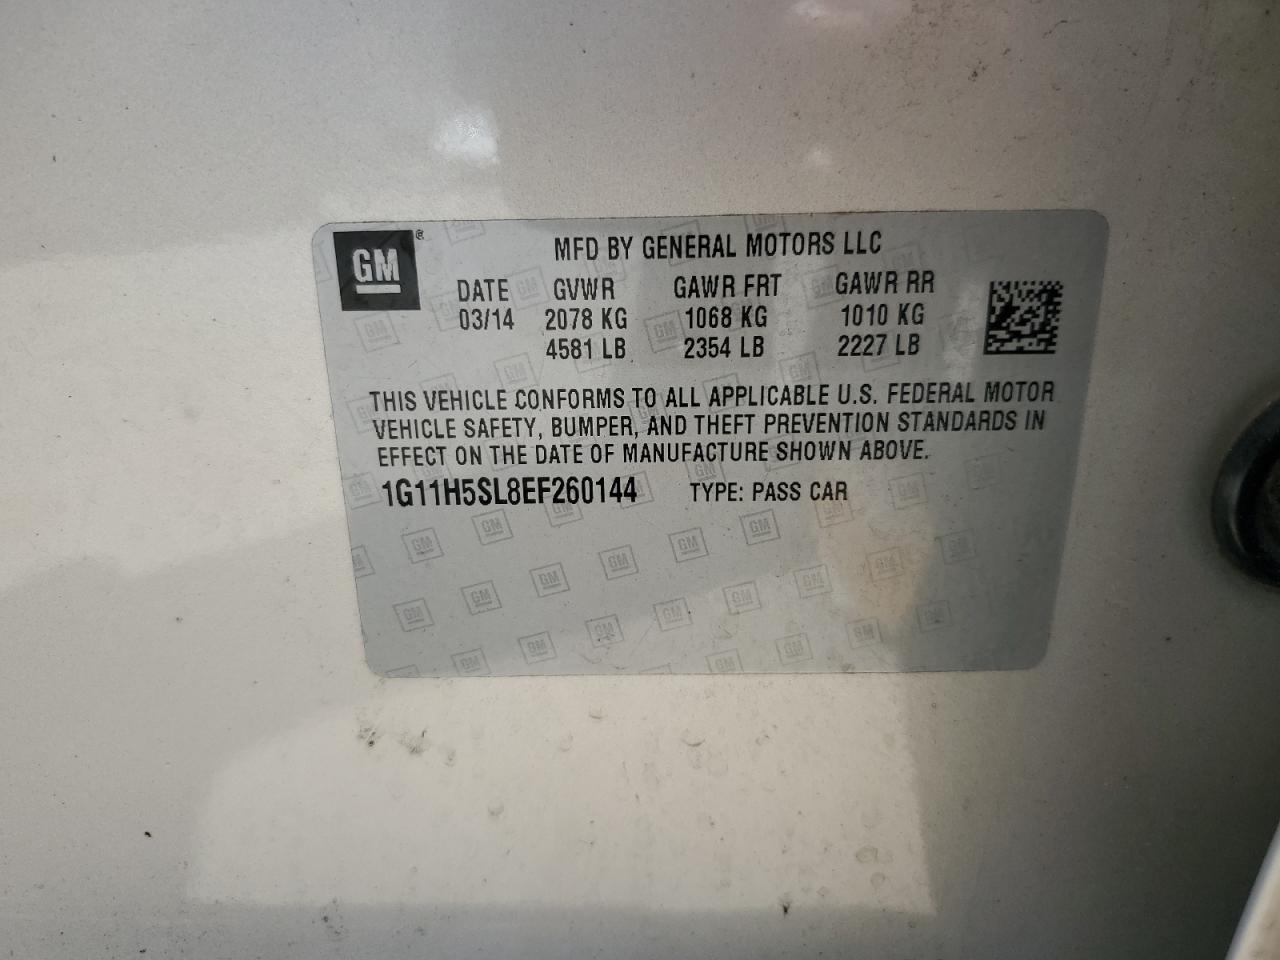 GM®
MFD BY GENERAL MOTORS LLC
DATE GVWR GAWR FRT GAWR RR
03/14 2078 KG 1068 KG 1010 KG
4581 LB 2354 LB 2227 LB
THIS VEHICLE CONFORMS TO ALL APPLICABLE U.S. FEDERAL MOTOR
VEHICLE SAFETY, BUMPER, AND THEFT PREVENTION STANDARDS IN
EFFECT ON THE DATE OF MANUFACTURE SHOWN ABOVE.
1G11H5SL8EF260144 TYPE: PASS CAR